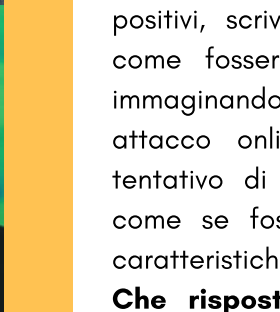 positivi, scriv
come fosser
immaginando
attacco onli
tentativo di
come se fos
caratteristich
Che rispost